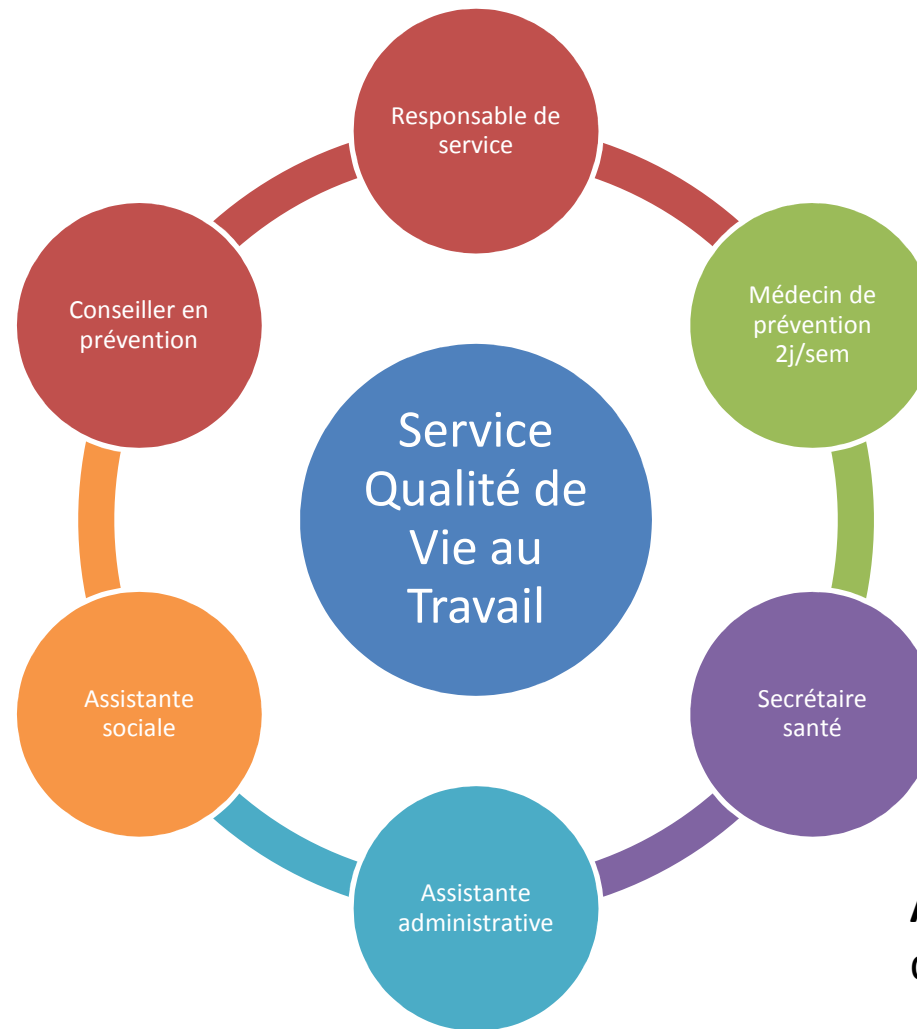 Responsable de
service
Médecin de
prévention
2j/sem
Conseiller en
prévention
Service
Qualité de
Vie au
Travail
Assistante
sociale
Secrétaire
santé
Assistante
administrative